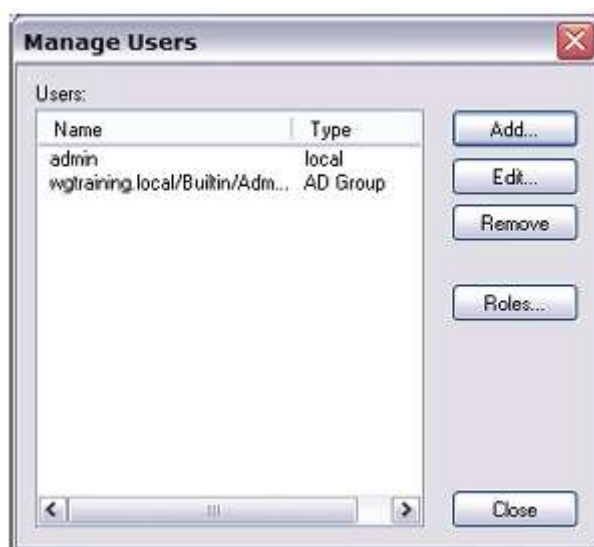 Manage Users
Users:
Name Type
admin local
wgtraining.local/Builtin/Adm... AD Group
Add...
Edit...
Remove
Roles...
Close